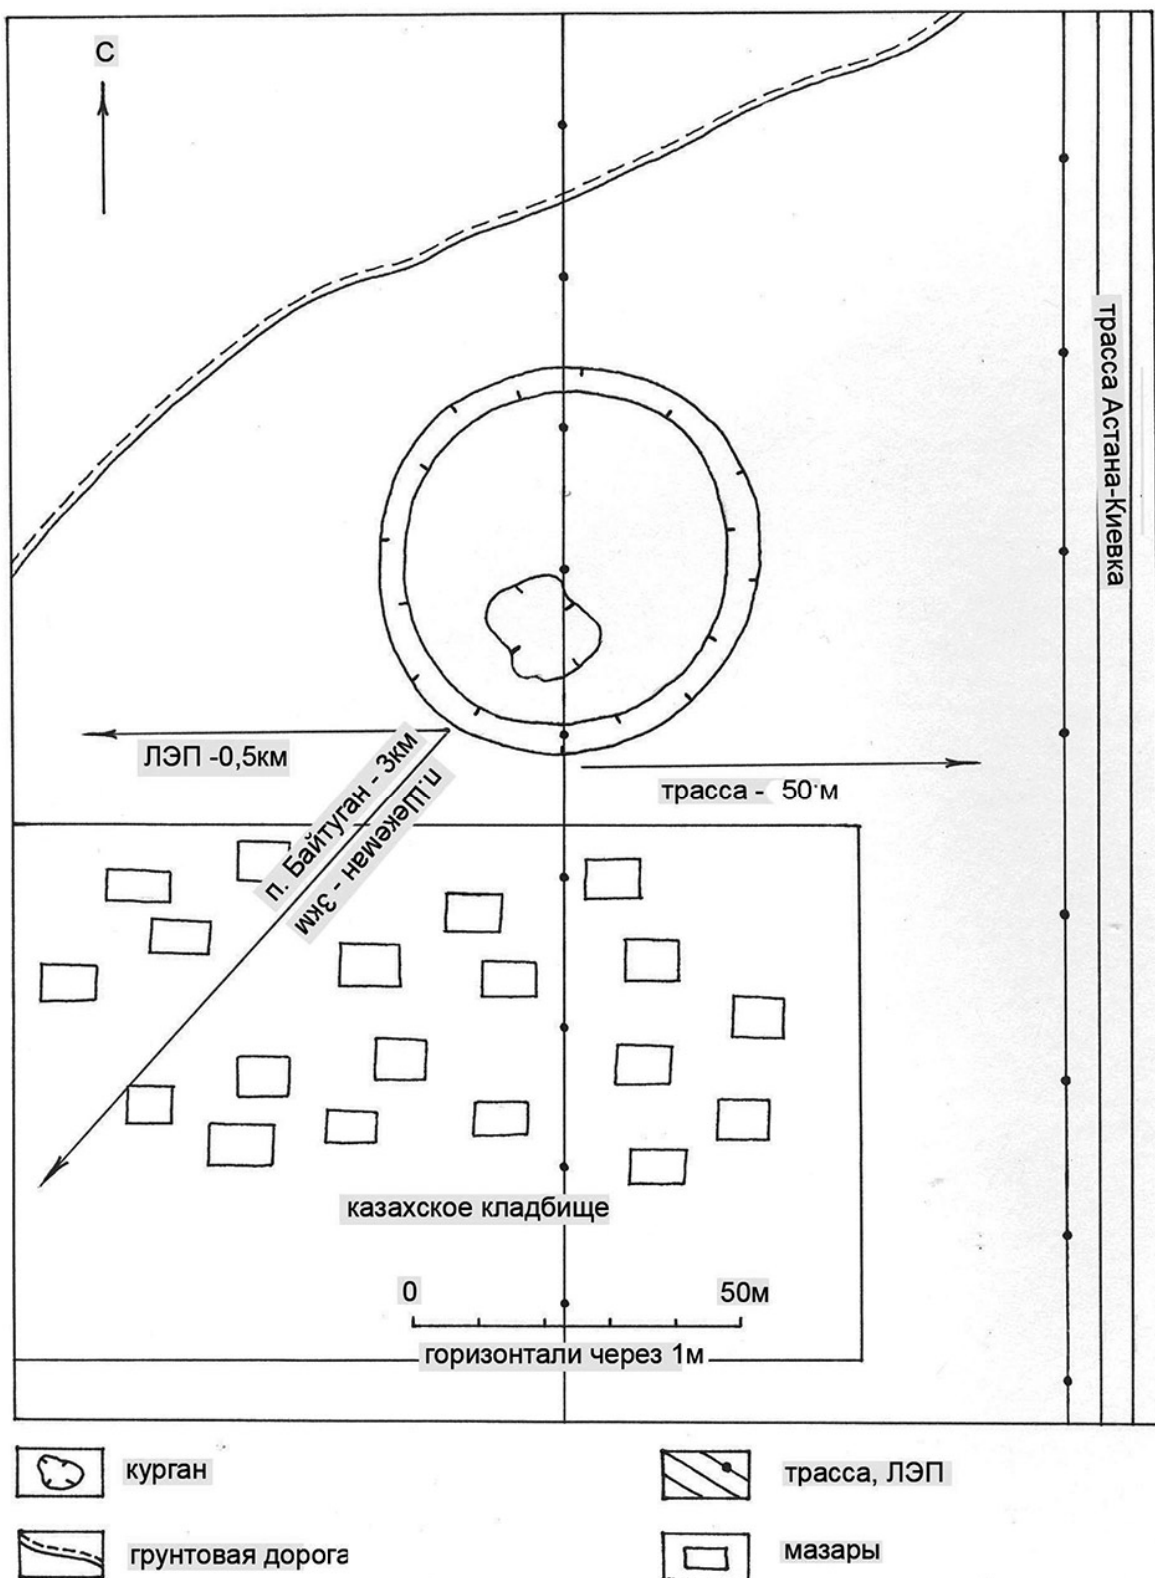 С
трасса Астана-Киевка
ЛЭП -0,5км
п. Байтуган - 3км
п.Шекеман - 3км
трасса - 50 м
казахское кладбище
0 50м
горизонтали через 1м
курган
трасса, ЛЭП
грунтовая дорога
мазары